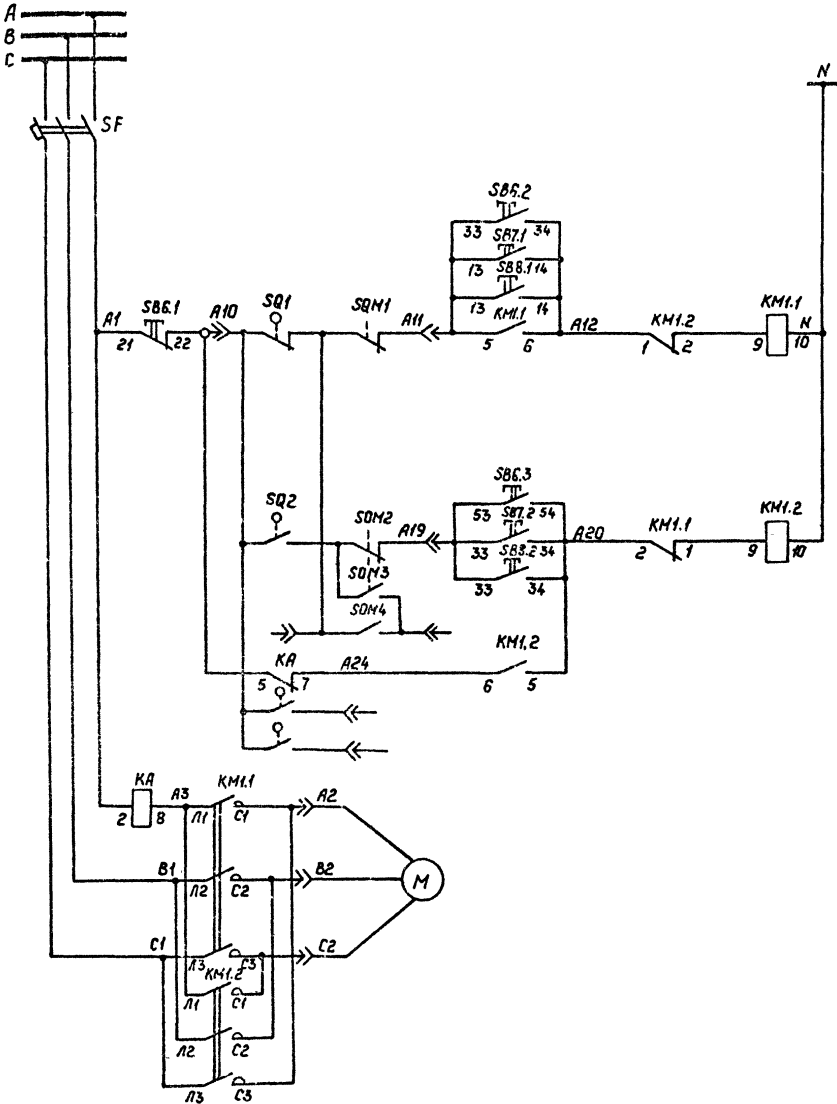 A
B
C
N
SF
SB6.2
33 SB7.1 34
13 SB8.1 14
13 14
A1 SB6.1 A10 SQ1 SQM1 A11 KM1.1 A12 KM1.2 KM1.1 N
21 22 5 6 1 2 9 10
SB6.3
SQ2 SQM2 A19 53 SB7.2 54 A20 KM1.1 KM1.2
33 SB8.2 34 2 1 9 10
SQM3 33 34
SQM4
KA A24 KM1.2
5 7 6 5
KA A3 KM1.1 A2
2 8 Л1 C1
B1 B2
Л2 C2 M
C1 C2
Л3 C3
KM1.2
Л1 C1
Л2 C2
Л3 C3